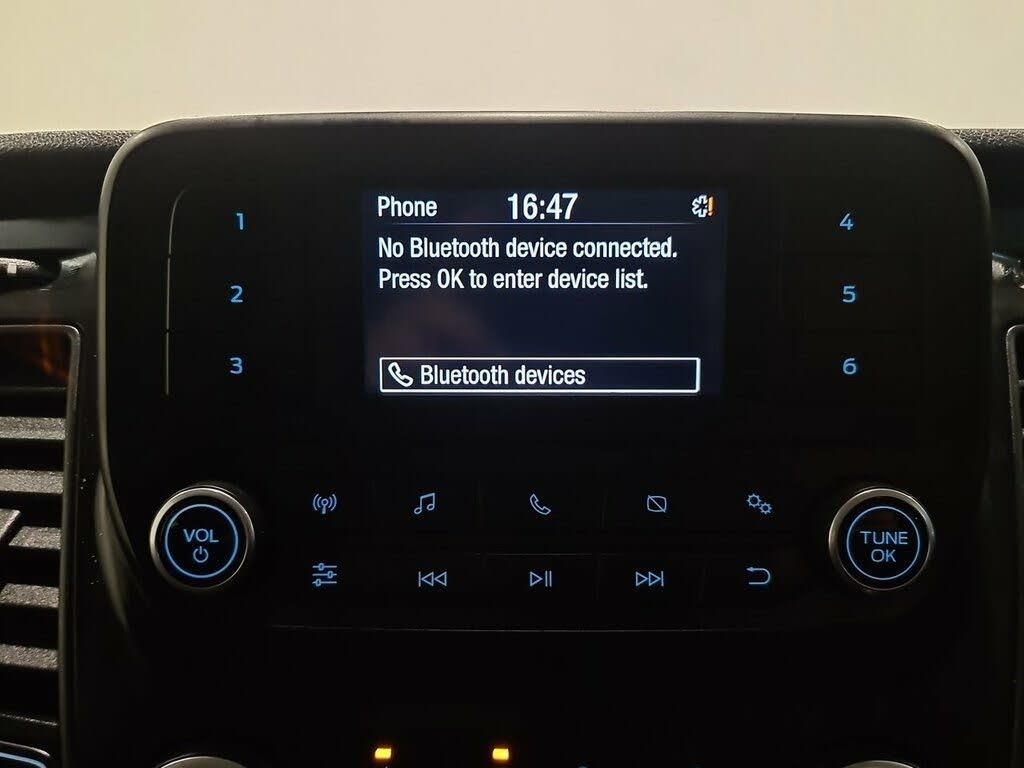 Phone 16:47
No Bluetooth device connected.
Press OK to enter device list.
Bluetooth devices
1
2
3
4
5
6
VOL
TUNE
OK